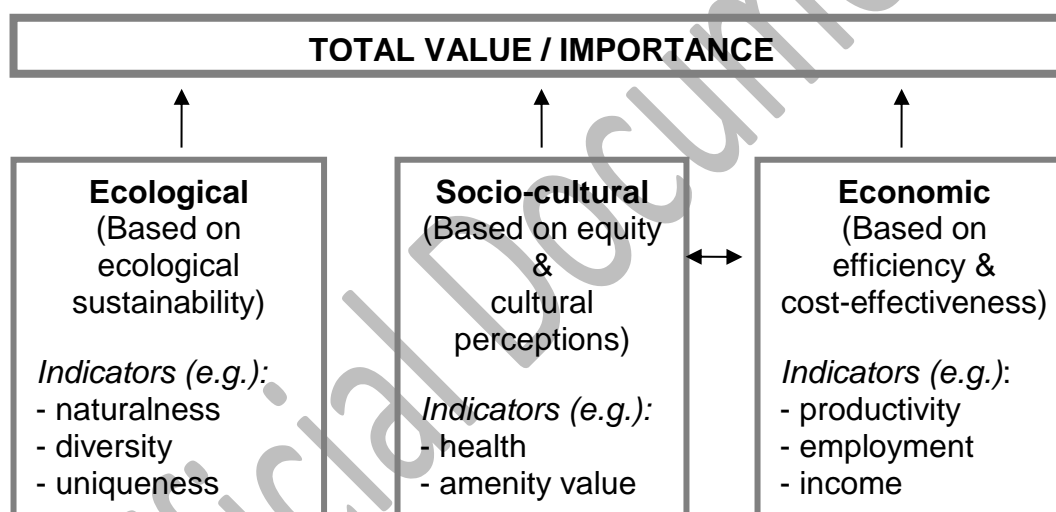 TOTAL VALUE / IMPORTANCE
Ecological
(Based on
ecological
sustainability)
Indicators (e.g.):
- naturalness
- diversity
- uniqueness
Socio-cultural
(Based on equity
&
cultural
perceptions)
Indicators (e.g.):
- health
- amenity value
Economic
(Based on
efficiency &
cost-effectiveness)
Indicators (e.g.):
- productivity
- employment
- income